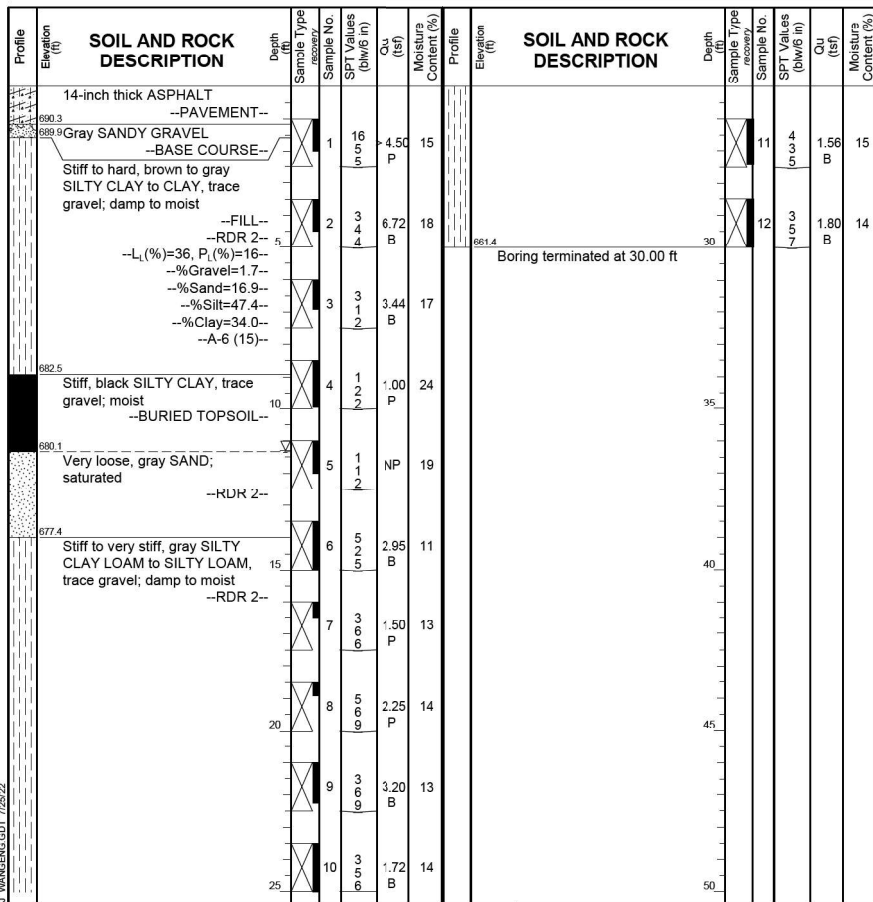 Profile
Elevation (ft)
SOIL AND ROCK DESCRIPTION
Depth (ft)
Sample Type recovery
Sample No.
SPT Values (blw/6 in)
Qu (tsf)
Moisture Content (%)
Profile
Elevation (ft)
SOIL AND ROCK DESCRIPTION
Depth (ft)
Sample Type recovery
Sample No.
SPT Values (blw/6 in)
Qu (tsf)
Moisture Content (%)
14-inch thick ASPHALT
--PAVEMENT--
690.3
689.9 Gray SANDY GRAVEL
--BASE COURSE--
1 16 5 5 > 4.50 P 15
Stiff to hard, brown to gray
SILTY CLAY to CLAY, trace
gravel; damp to moist
--FILL--
--RDR 2--
5
2 3 4 4 6.72 B 18
--LL(%)=36, PL(%)=16--
--%Gravel=1.7--
--%Sand=16.9--
--%Silt=47.4--
--%Clay=34.0--
--A-6 (15)--
3 3 1 2 3.44 B 17
682.5
Stiff, black SILTY CLAY, trace
gravel; moist
10
--BURIED TOPSOIL--
4 1 2 2 1.00 P 24
680.1
Very loose, gray SAND;
saturated
--RDR 2--
5 1 1 2 NP 19
677.4
Stiff to very stiff, gray SILTY
CLAY LOAM to SILTY LOAM, 15
trace gravel; damp to moist
--RDR 2--
6 5 2 5 2.95 B 11
7 3 6 6 1.50 P 13
20
8 5 6 9 2.25 P 14
9 3 6 9 3.20 B 13
25
10 3 5 6 1.72 B 14
11 4 3 5 1.56 B 15
12 3 5 7 1.80 B 14
661.4
30
Boring terminated at 30.00 ft
35
40
45
50
WANGENG.GDT 7/25/22